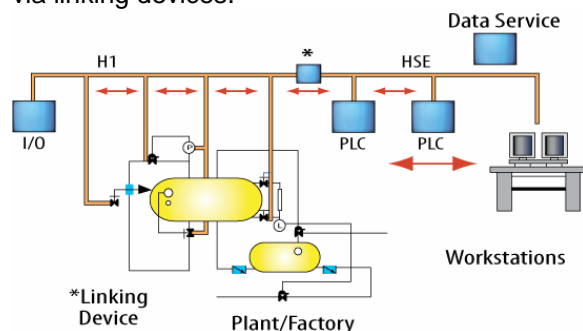 via linking devices.
Data Service
*
H1
HSE
I/O
PLC
PLC
P
L
Workstations
*Linking
Device
Plant/Factory